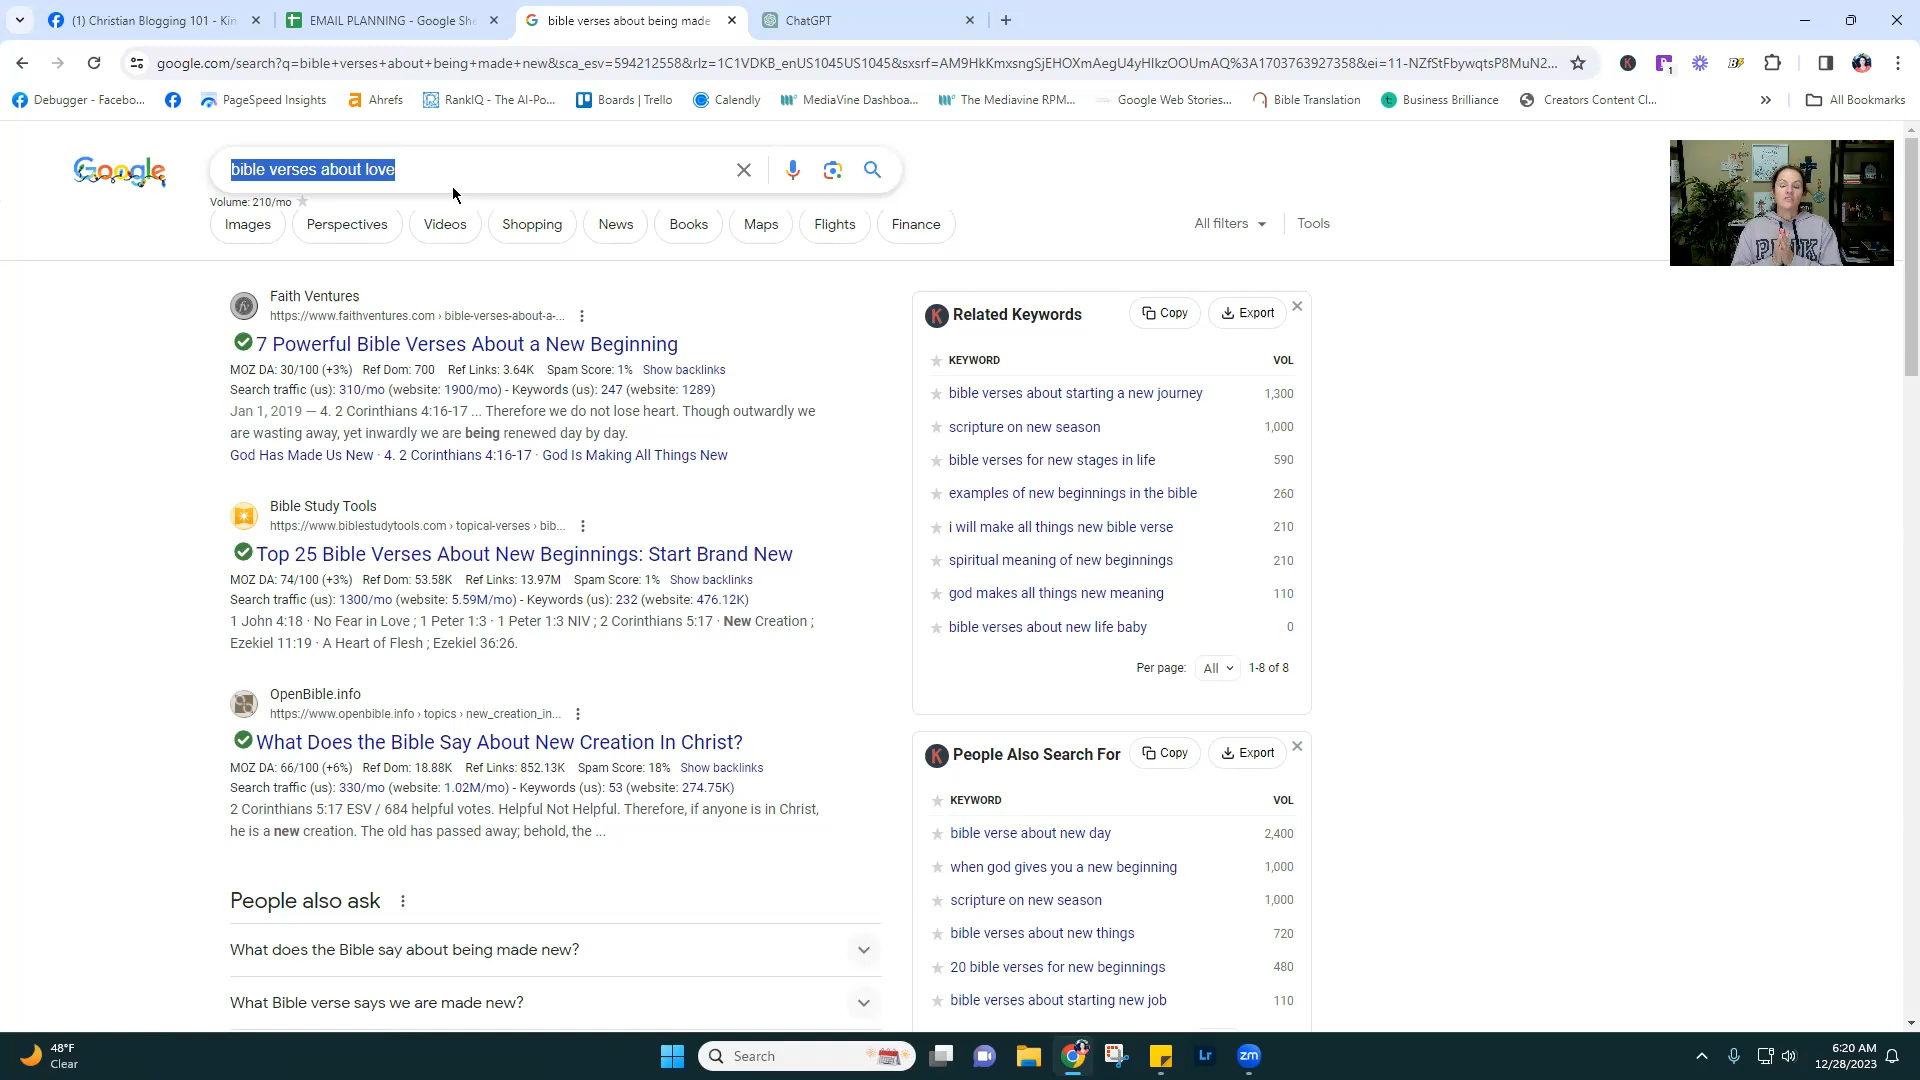 (1) Christian Blogging 101 - Kin
EMAIL PLANNING - Google She
bible verses about being made
ChatGPT
google.com/search?q=bible+verses+about+being+made+new&sca_esv=594212558&rlz=1C1VDKB_enUS1045US1045&sxsrf=AM9HkKmxsngSjEHOXmAegU4yHIkzOOUmAQ%3A1703763927358&ei=11-NZfStFbywqtsP8MuN2...
Debugger - Facebo...
PageSpeed Insights
Ahrefs
RankIQ - The AI-Po...
Boards | Trello
Calendly
MediaVine Dashboa...
The Mediavine RPM...
Google Web Stories...
Bible Translation
Business Brilliance
Creators Content Cl...
All Bookmarks
Google
bible verses about love
Volume: 210/mo
Images
Perspectives
Videos
Shopping
News
Books
Maps
Flights
Finance
All filters
Tools
PINK
Faith Ventures
https://www.faithventures.com › bible-verses-about-a-...
7 Powerful Bible Verses About a New Beginning
MOZ DA: 30/100 (+3%) Ref Dom: 700 Ref Links: 3.64K Spam Score: 1% Show backlinks
Search traffic (us): 310/mo (website: 1900/mo) - Keywords (us): 247 (website: 1289)
Jan 1, 2019 — 4. 2 Corinthians 4:16-17 ... Therefore we do not lose heart. Though outwardly we
are wasting away, yet inwardly we are being renewed day by day.
God Has Made Us New · 4. 2 Corinthians 4:16-17 · God Is Making All Things New
Bible Study Tools
https://www.biblestudytools.com › topical-verses › bib...
Top 25 Bible Verses About New Beginnings: Start Brand New
MOZ DA: 74/100 (+3%) Ref Dom: 53.58K Ref Links: 13.97M Spam Score: 1% Show backlinks
Search traffic (us): 1300/mo (website: 5.59M/mo) - Keywords (us): 232 (website: 476.12K)
1 John 4:18 · No Fear in Love ; 1 Peter 1:3 · 1 Peter 1:3 NIV ; 2 Corinthians 5:17 · New Creation ;
Ezekiel 11:19 · A Heart of Flesh ; Ezekiel 36:26.
OpenBible.info
https://www.openbible.info › topics › new_creation_in...
What Does the Bible Say About New Creation In Christ?
MOZ DA: 66/100 (+6%) Ref Dom: 18.88K Ref Links: 852.13K Spam Score: 18% Show backlinks
Search traffic (us): 330/mo (website: 1.02M/mo) - Keywords (us): 53 (website: 274.75K)
2 Corinthians 5:17 ESV / 684 helpful votes. Helpful Not Helpful. Therefore, if anyone is in Christ,
he is a new creation. The old has passed away; behold, the ...
People also ask
What does the Bible say about being made new?
What Bible verse says we are made new?
Related Keywords
Copy
Export
KEYWORD VOL
bible verses about starting a new journey 1,300
scripture on new season 1,000
bible verses for new stages in life 590
examples of new beginnings in the bible 260
i will make all things new bible verse 210
spiritual meaning of new beginnings 210
god makes all things new meaning 110
bible verses about new life baby 0
Per page: All 1-8 of 8
People Also Search For
Copy
Export
KEYWORD VOL
bible verse about new day 2,400
when god gives you a new beginning 1,000
scripture on new season 1,000
bible verses about new things 720
20 bible verses for new beginnings 480
bible verses about starting new job 110
48°F
Clear
Search
Lr
zm
6:20 AM
12/28/2023